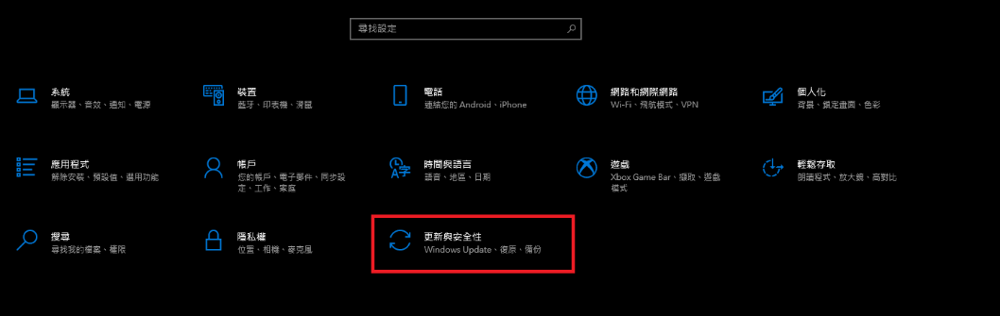 尋找設定
系統
顯示器、音效、通知、電源
裝置
藍牙、印表機、滑鼠
電話
連結您的 Android、iPhone
網路和網際網路
Wi-Fi、飛航模式、VPN
個人化
背景、鎖定畫面、色彩
應用程式
解除安裝、預設值、選用功能
帳戶
您的帳戶、電子郵件、同步設
定、工作、家庭
時間與語言
語音、地區、日期
遊戲
Xbox Game Bar、擷取、遊戲
模式
輕鬆存取
朗讀程式、放大鏡、高對比
搜尋
尋找我的檔案、權限
隱私權
位置、相機、麥克風
更新與安全性
Windows Update、復原、備份